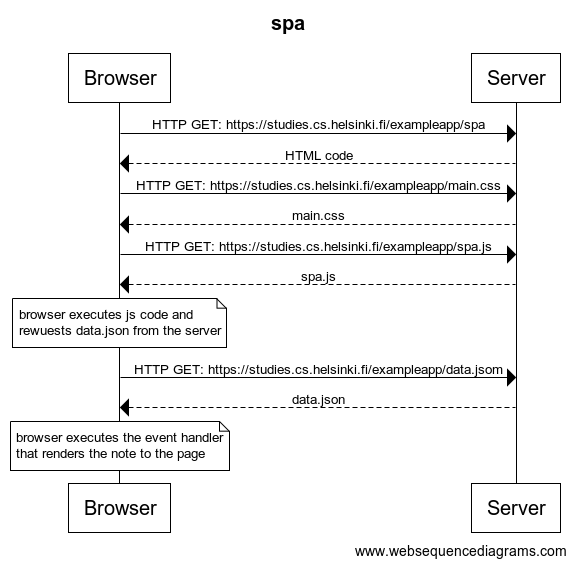 spa
Browser
Server
HTTP GET: https://studies.cs.helsinki.fi/exampleapp/spa
HTML code
HTTP GET: https://studies.cs.helsinki.fi/exampleapp/main.css
main.css
HTTP GET: https://studies.cs.helsinki.fi/exampleapp/spa.js
spa.js
browser executes js code and
rewuests data.json from the server
HTTP GET: https://studies.cs.helsinki.fi/exampleapp/data.jsom
data.json
browser executes the event handler
that renders the note to the page
Browser
Server
www.websequencediagrams.com